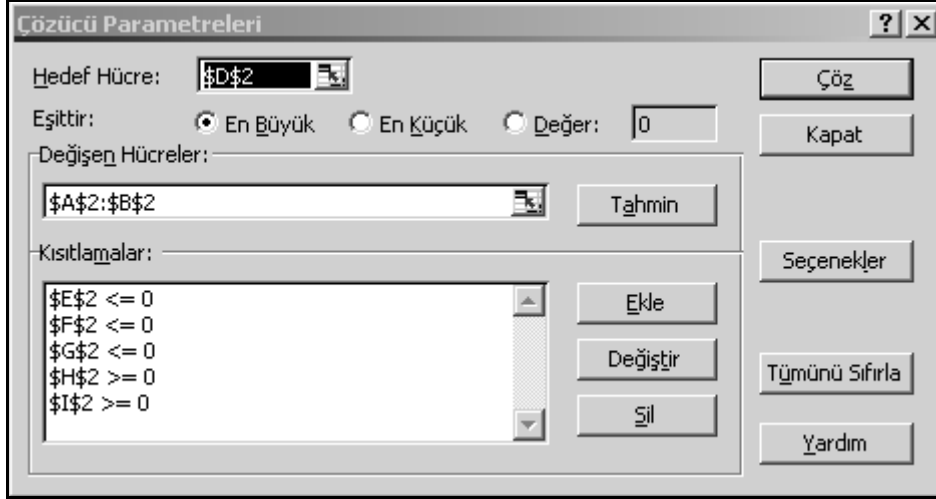 Çözücü Parametreleri
Hedef Hücre: $D$2
Çöz
Eşittir: En Büyük En Küçük Değer: 0
Kapat
Değişen Hücreler:
$A$2:$B$2
Tahmin
Kısıtlamalar:
Seçenekler
$E$2 <= 0
$F$2 <= 0
$G$2 <= 0
$H$2 >= 0
$I$2 >= 0
Ekle
Değiştir
Sil
Tümünü Sıfırla
Yardım